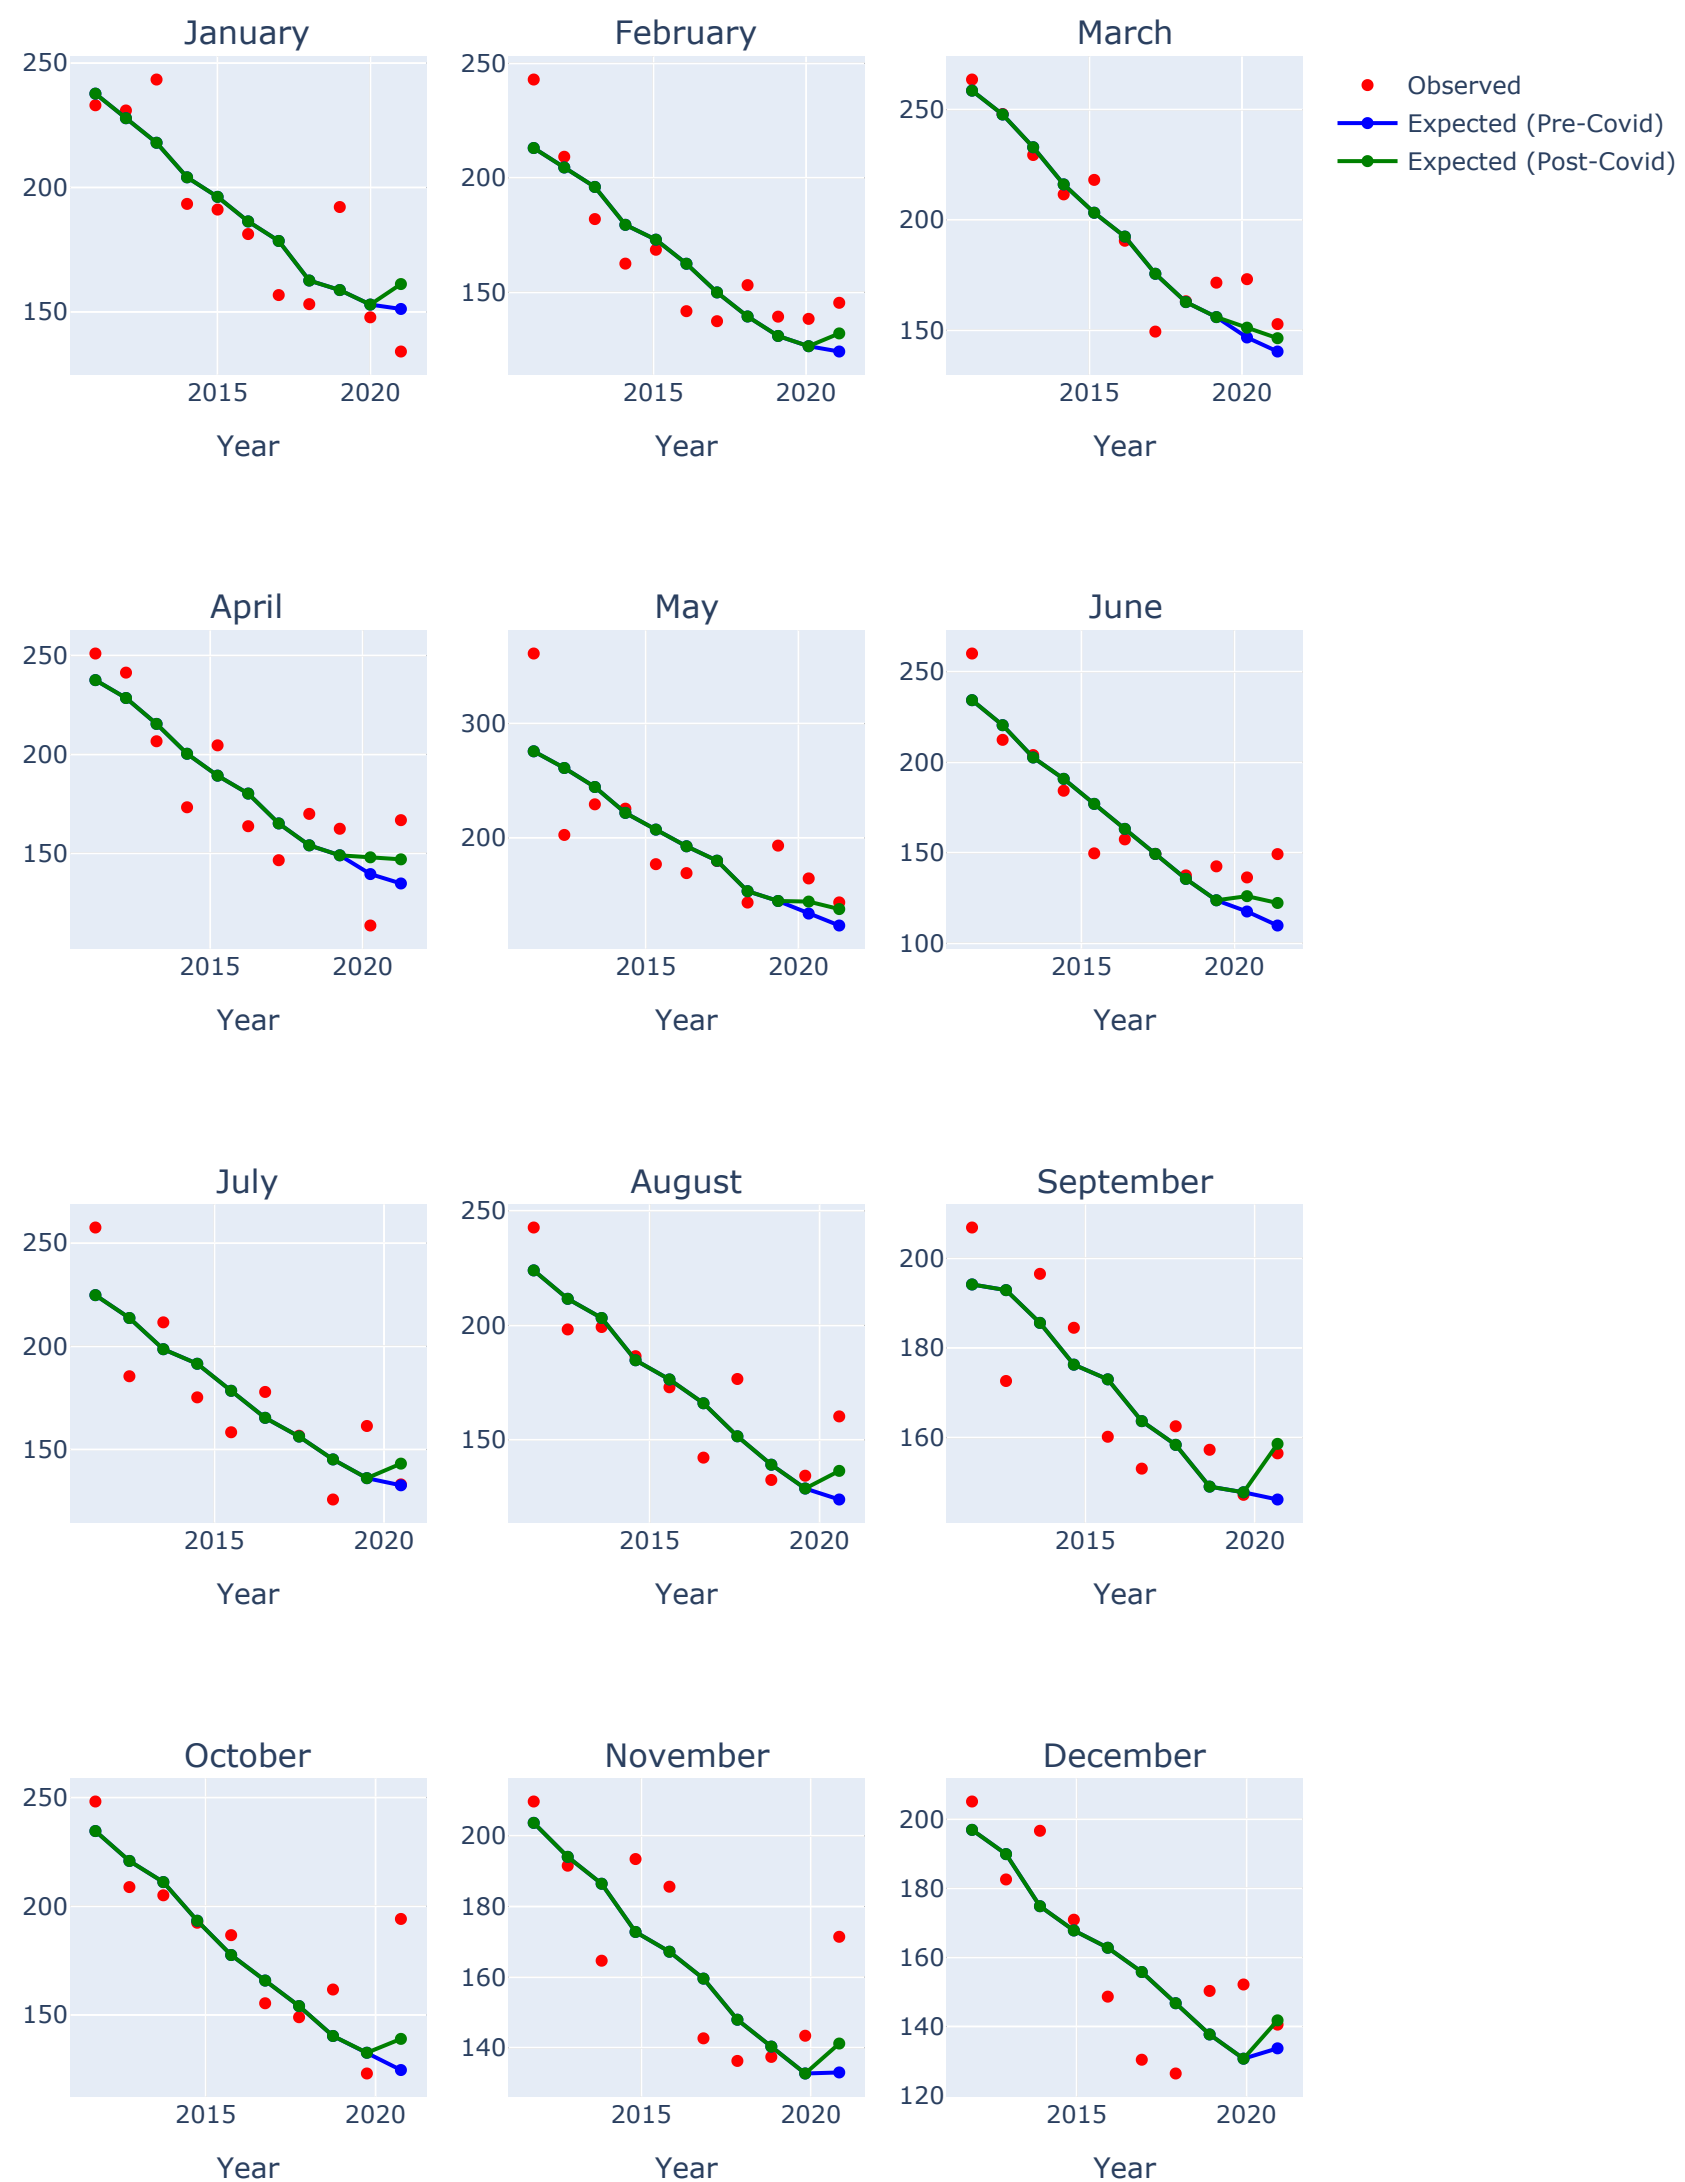 January
February
March
250
200
150
2015
2020
Year
200
150
250
2015
2020
Year
250
200
150
2015
2020
Year
Observed
Expected (Pre-Covid)
Expected (Post-Covid)
April
May
June
250
200
150
2015
2020
Year
300
200
2015
2020
Year
250
200
150
100
2015
2020
Year
July
August
September
250
200
150
2015
2020
Year
250
200
150
2015
2020
Year
200
180
160
2015
2020
Year
October
November
December
250
200
150
2015
2020
Year
200
180
160
140
2015
2020
Year
200
180
160
140
120
2015
2020
Year